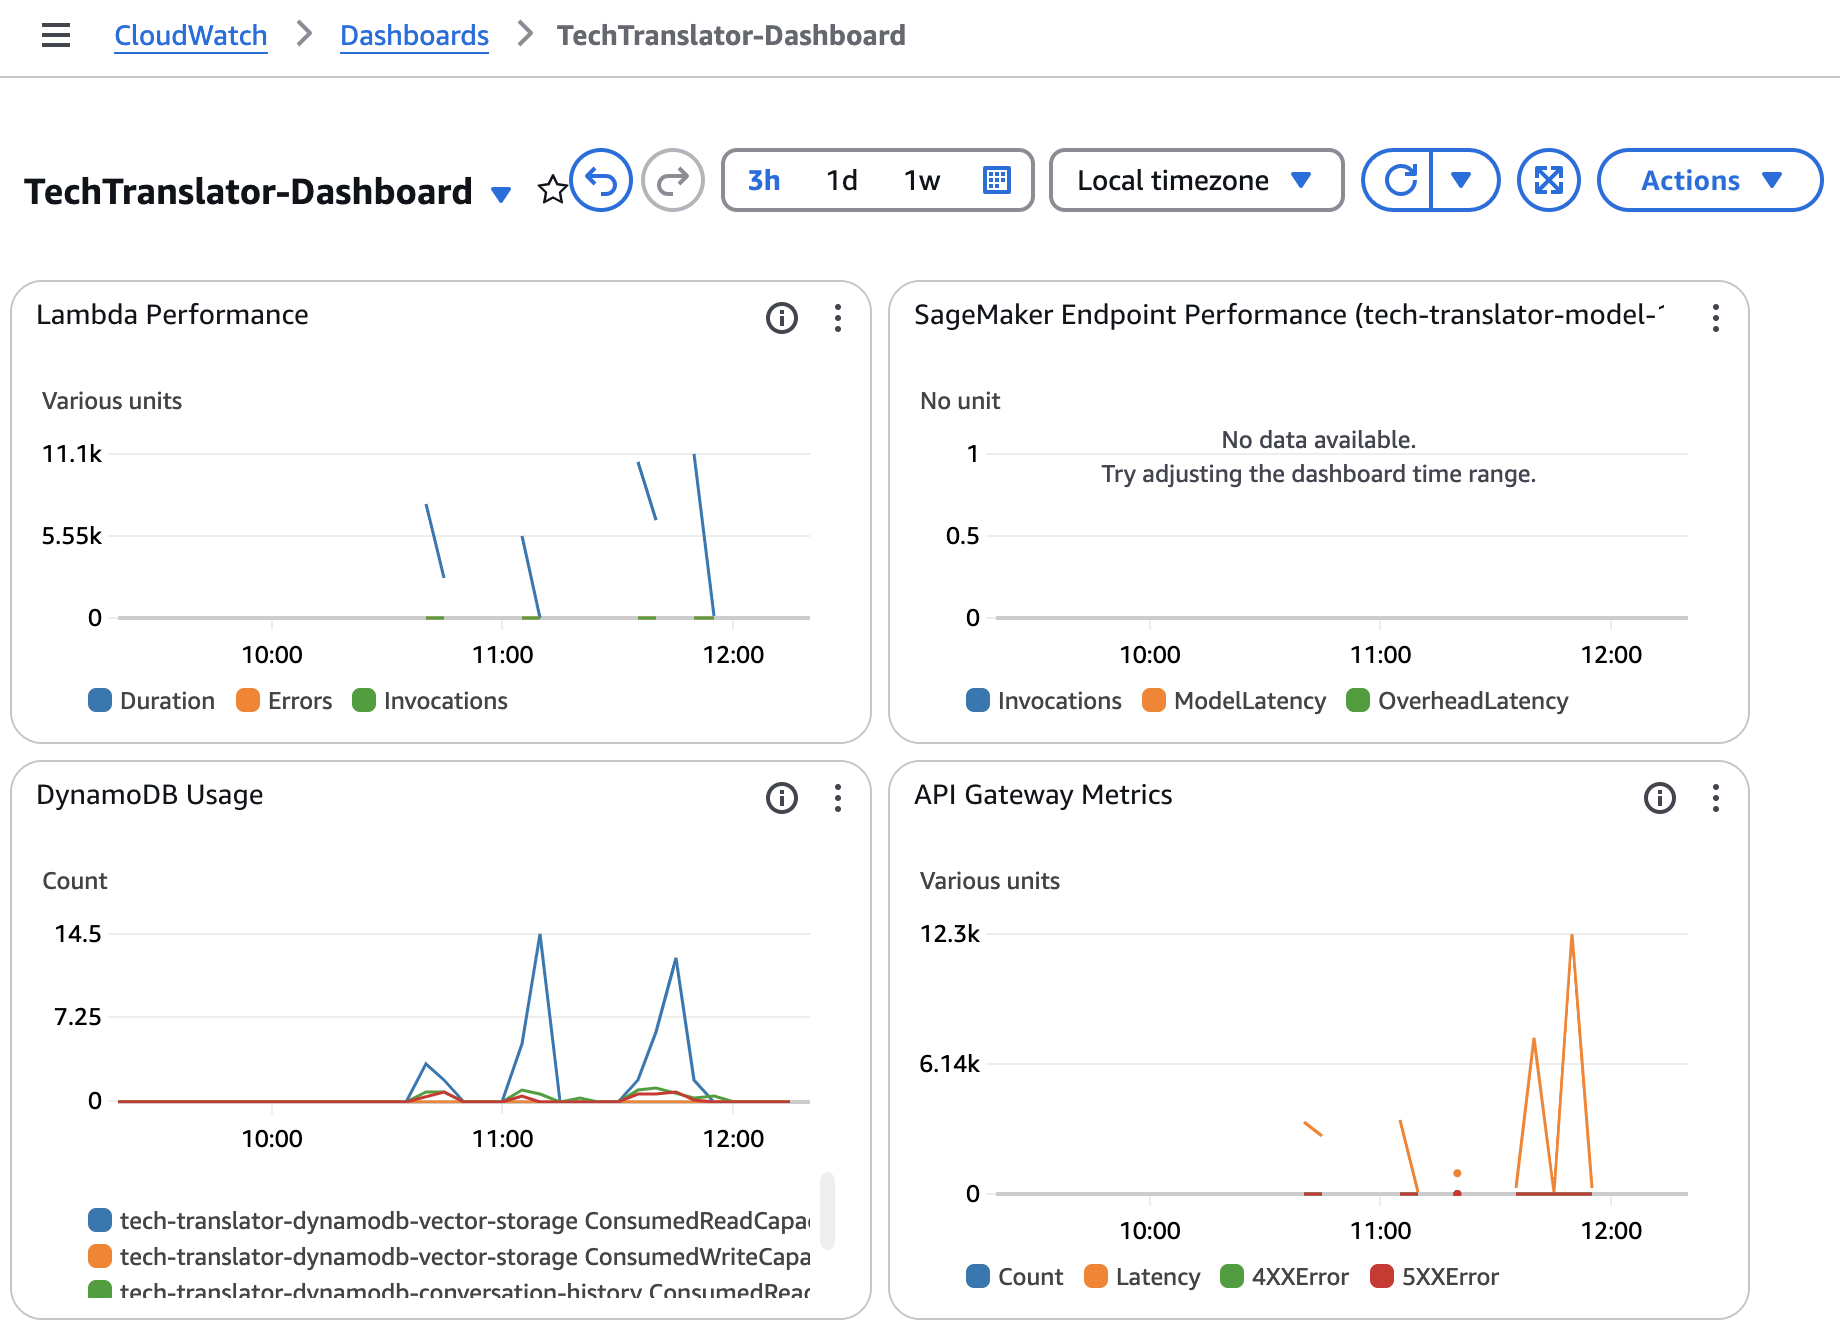 CloudWatch > Dashboards > TechTranslator-Dashboard
TechTranslator-Dashboard
3h 1d 1w
Local timezone
Actions
Lambda Performance
Various units
11.1k
5.55k
0
10:00 11:00 12:00
Duration Errors Invocations
SageMaker Endpoint Performance (tech-translator-model-
No unit
No data available.
Try adjusting the dashboard time range.
1
0.5
0
10:00 11:00 12:00
Invocations ModelLatency OverheadLatency
DynamoDB Usage
Count
14.5
7.25
0
10:00 11:00 12:00
tech-translator-dynamodb-vector-storage ConsumedReadCapa
tech-translator-dynamodb-vector-storage ConsumedWriteCapa
tech-translator-dynamodb-conversation-history ConsumedRead
API Gateway Metrics
Various units
12.3k
6.14k
0
10:00 11:00 12:00
Count Latency 4XXError 5XXError